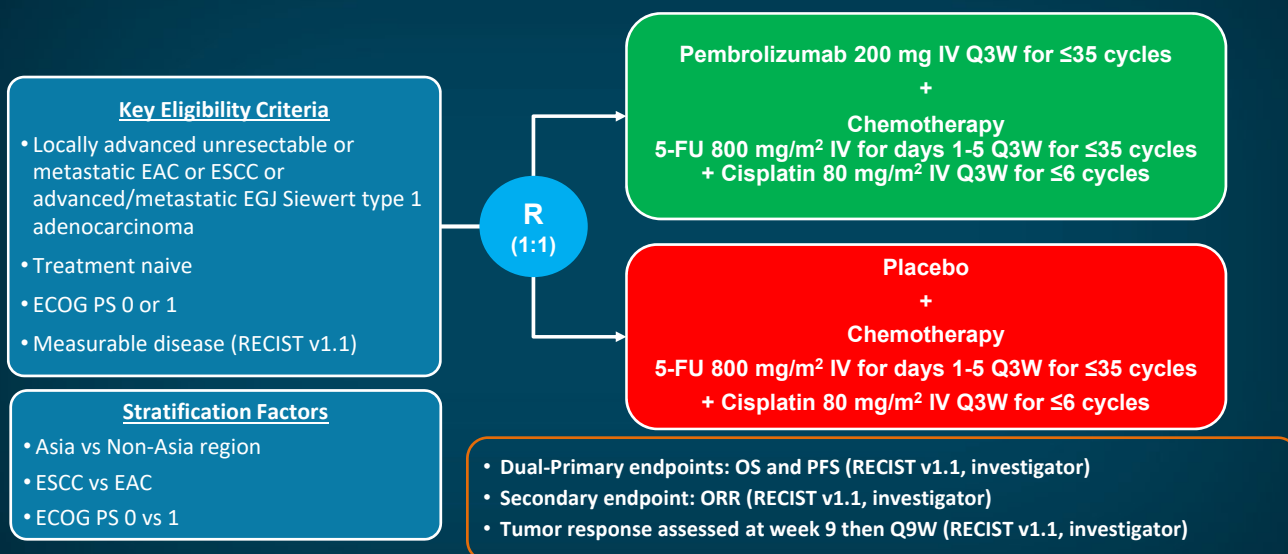 Key Eligibility Criteria
• Locally advanced unresectable or
metastatic EAC or ESCC or
advanced/metastatic EGJ Siewert type 1
adenocarcinoma
• Treatment naive
• ECOG PS 0 or 1
• Measurable disease (RECIST v1.1)
Stratification Factors
• Asia vs Non-Asia region
• ESCC vs EAC
• ECOG PS 0 vs 1
R
(1:1)
Pembrolizumab 200 mg IV Q3W for ≤35 cycles
+
Chemotherapy
5-FU 800 mg/m² IV for days 1-5 Q3W for ≤35 cycles
+ Cisplatin 80 mg/m² IV Q3W for ≤6 cycles
Placebo
+
Chemotherapy
5-FU 800 mg/m² IV for days 1-5 Q3W for ≤35 cycles
+ Cisplatin 80 mg/m² IV Q3W for ≤6 cycles
• Dual-Primary endpoints: OS and PFS (RECIST v1.1, investigator)
• Secondary endpoint: ORR (RECIST v1.1, investigator)
• Tumor response assessed at week 9 then Q9W (RECIST v1.1, investigator)